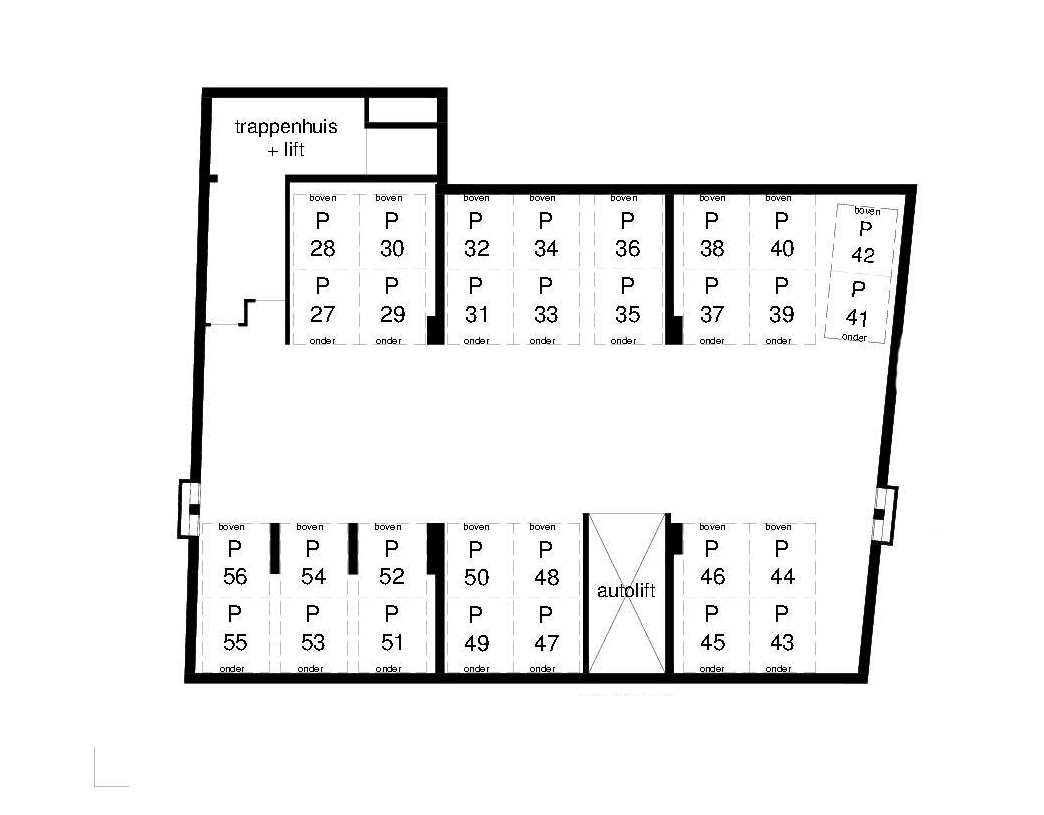 trappenhuis
+ lift
boven boven boven boven boven boven boven boven
P P P P P P P P
28 30 32 34 36 38 40 42
P P P P P P P P
27 29 31 33 35 37 39 41
onder onder onder onder onder onder onder onder
boven boven boven boven boven boven boven
P P P P P P P
56 54 52 50 48 46 44
autolift
P P P P P P P
55 53 51 49 47 45 43
onder onder onder onder onder onder onder